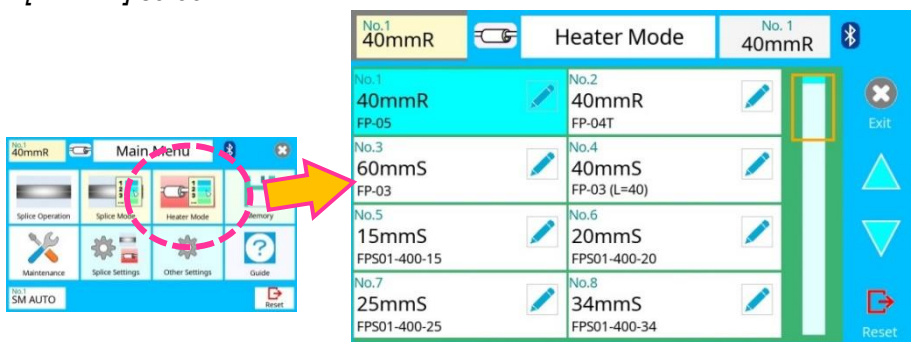 No.1
40mmR
Main Menu
Splice Operation
Splice Mode
Heater Mode
Memory
Maintenance
Splice Settings
Other Settings
Guide
No.1
SM AUTO
Reset
No.1
40mmR
Heater Mode
No. 1
40mmR
No.1
40mmR
FP-05
No.2
40mmR
FP-04T
Exit
No.3
60mmS
FP-03
No.4
40mmS
FP-03 (L=40)
No.5
15mmS
FPS01-400-15
No.6
20mmS
FPS01-400-20
No.7
25mmS
FPS01-400-25
No.8
34mmS
FPS01-400-34
Reset